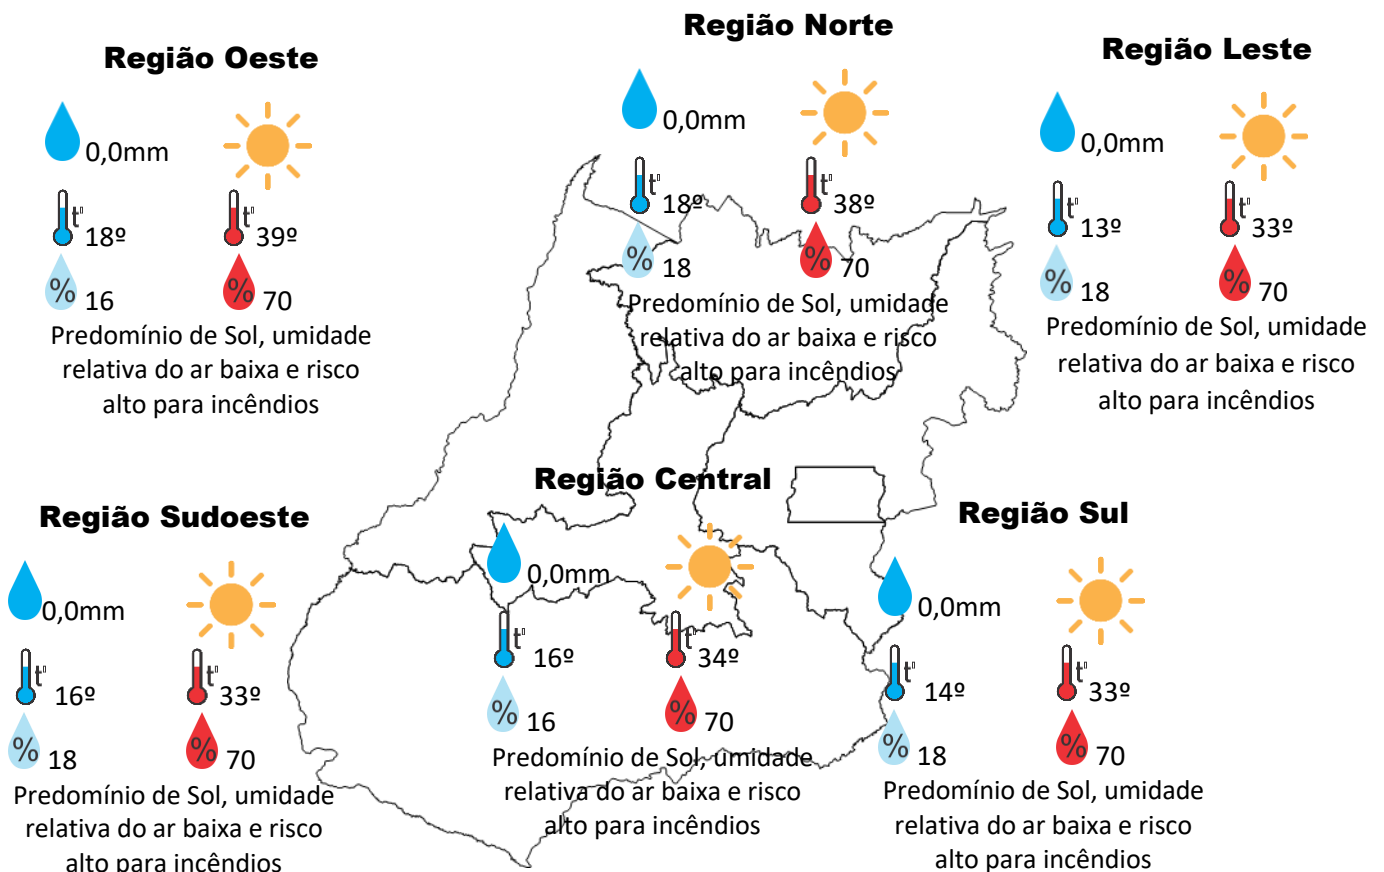 Região Oeste
0,0mm
t°
18º
t°
39º
%
16
%
70
Predomínio de Sol, umidade
relativa do ar baixa e risco
alto para incêndios
Região Norte
0,0mm
t°
18º
t°
38º
%
18
%
70
Predomínio de Sol, umidade
relativa do ar baixa e risco
alto para incêndios
Região Leste
0,0mm
t°
13º
t°
33º
%
18
%
70
Predomínio de Sol, umidade
relativa do ar baixa e risco
alto para incêndios
Região Sudoeste
0,0mm
t°
16º
t°
33º
%
18
%
70
Predomínio de Sol, umidade
relativa do ar baixa e risco
alto para incêndios
Região Central
0,0mm
t°
16º
t°
34º
%
16
%
70
Predomínio de Sol, umidade
relativa do ar baixa e risco
alto para incêndios
Região Sul
0,0mm
t°
14º
t°
33º
%
18
%
70
Predomínio de Sol, umidade
relativa do ar baixa e risco
alto para incêndios